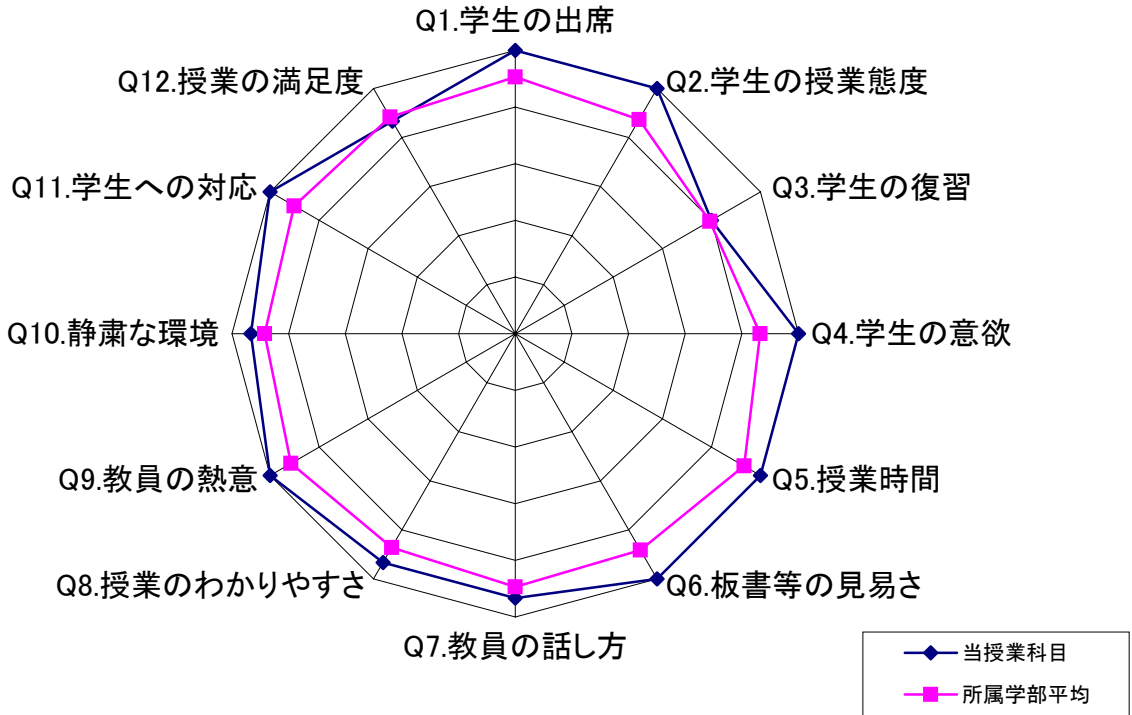 Q1.学生の出席
Q2.学生の授業態度
Q3.学生の復習
Q4.学生の意欲
Q5.授業時間
Q6.板書等の見易さ
Q7.教員の話し方
Q8.授業のわかりやすさ
Q9.教員の熱意
Q10.静粛な環境
Q11.学生への対応
Q12.授業の満足度
当授業科目
所属学部平均